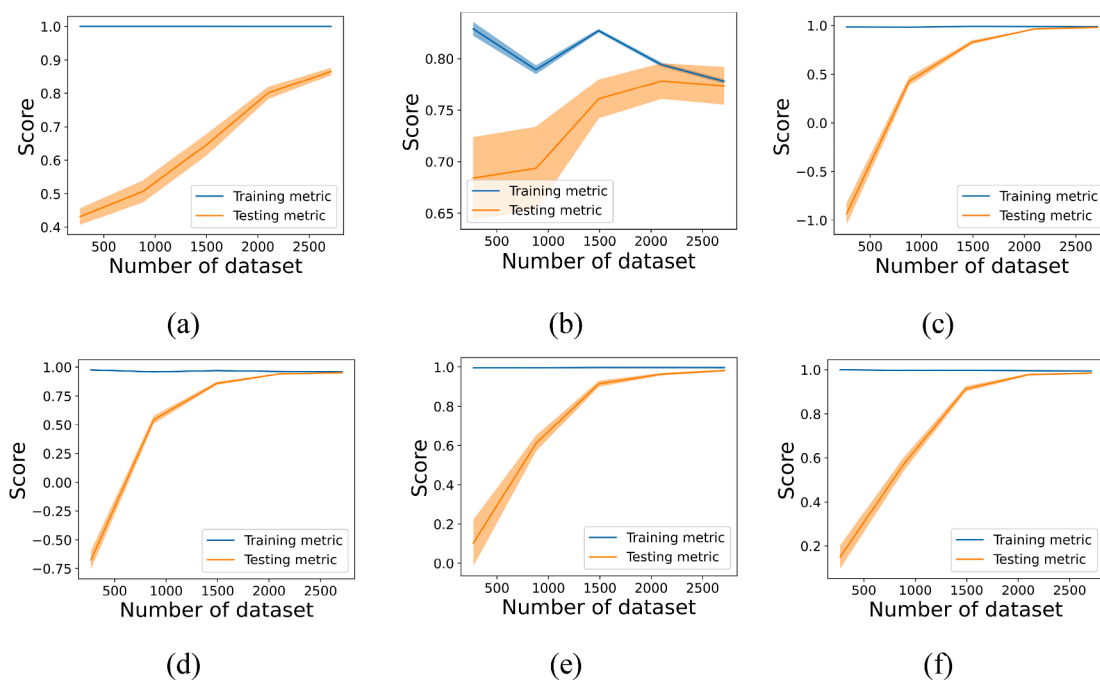 1.0
0.9
0.8
0.7
0.6
0.5
0.4
Score
500 1000 1500 2000 2500
Number of dataset
Training metric
Testing metric
(a)
0.80
0.75
0.70
0.65
Score
500 1000 1500 2000 2500
Number of dataset
Training metric
Testing metric
(b)
1.0
0.5
0.0
−0.5
−1.0
Score
500 1000 1500 2000 2500
Number of dataset
Training metric
Testing metric
(c)
1.00
0.75
0.50
0.25
0.00
−0.25
−0.50
−0.75
Score
500 1000 1500 2000 2500
Number of dataset
Training metric
Testing metric
(d)
1.0
0.8
0.6
0.4
0.2
0.0
Score
500 1000 1500 2000 2500
Number of dataset
Training metric
Testing metric
(e)
1.0
0.8
0.6
0.4
0.2
Score
500 1000 1500 2000 2500
Number of dataset
Training metric
Testing metric
(f)